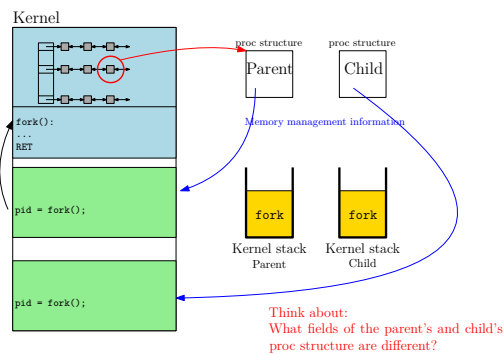 Kernel
proc structure
proc structure
Parent
Child
fork():
...
RET
Memory management information
pid = fork();
fork
fork
Kernel stack
Parent
Kernel stack
Child
pid = fork();
Think about:
What fields of the parent's and child's
proc structure are different?